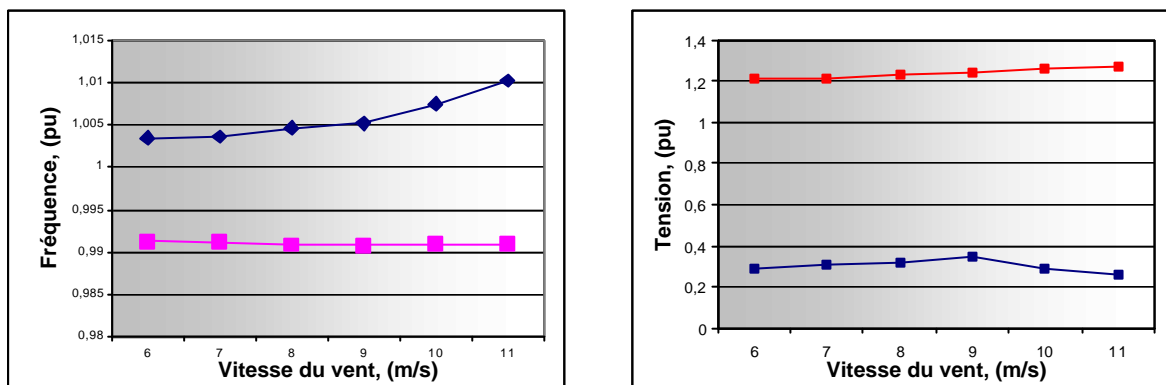 1,015
1,01
1,005
1
0,995
0,99
0,985
0,98
Fréquence, (pu)
6 7 8 9 10 11
Vitesse du vent, (m/s)
1,4
1,2
1
0,8
0,6
0,4
0,2
0
Tension, (pu)
6 7 8 9 10 11
Vitesse du vent, (m/s)